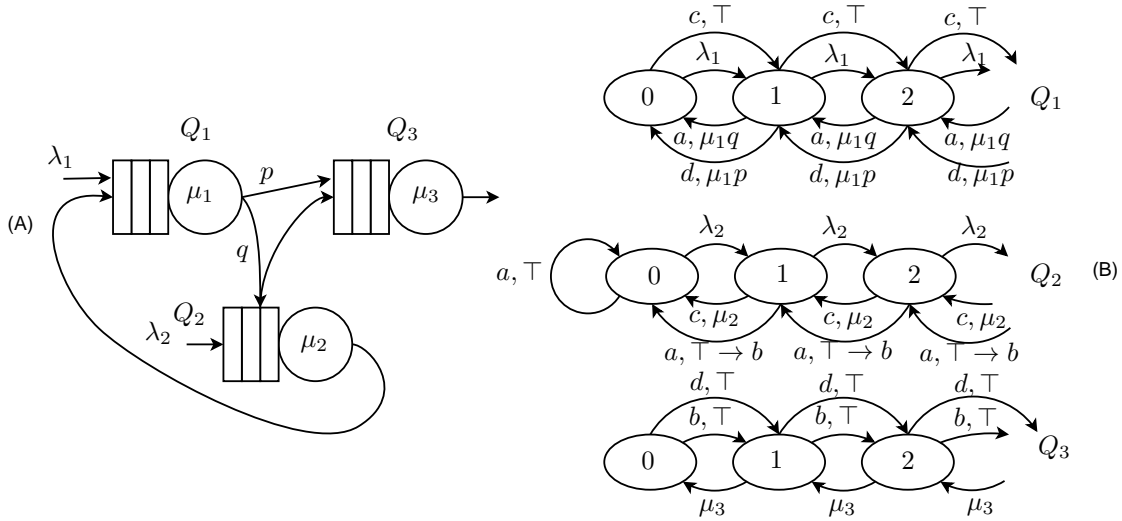 Q₁
Q₃
λ₁
μ₁
p
μ₃
(A)
q
Q₂
λ₂
μ₂
c, ⊤ c, ⊤ c, ⊤
λ₁ λ₁ λ₁
0 1 2 Q₁
a, μ₁q a, μ₁q a, μ₁q
d, μ₁p d, μ₁p d, μ₁p
λ₂ λ₂ λ₂
a, ⊤ 0 1 2 Q₂ (B)
c, μ₂ c, μ₂ c, μ₂
a, ⊤ → b a, ⊤ → b a, ⊤ → b
d, ⊤ d, ⊤ d, ⊤
b, ⊤ b, ⊤ b, ⊤
0 1 2 Q₃
μ₃ μ₃ μ₃